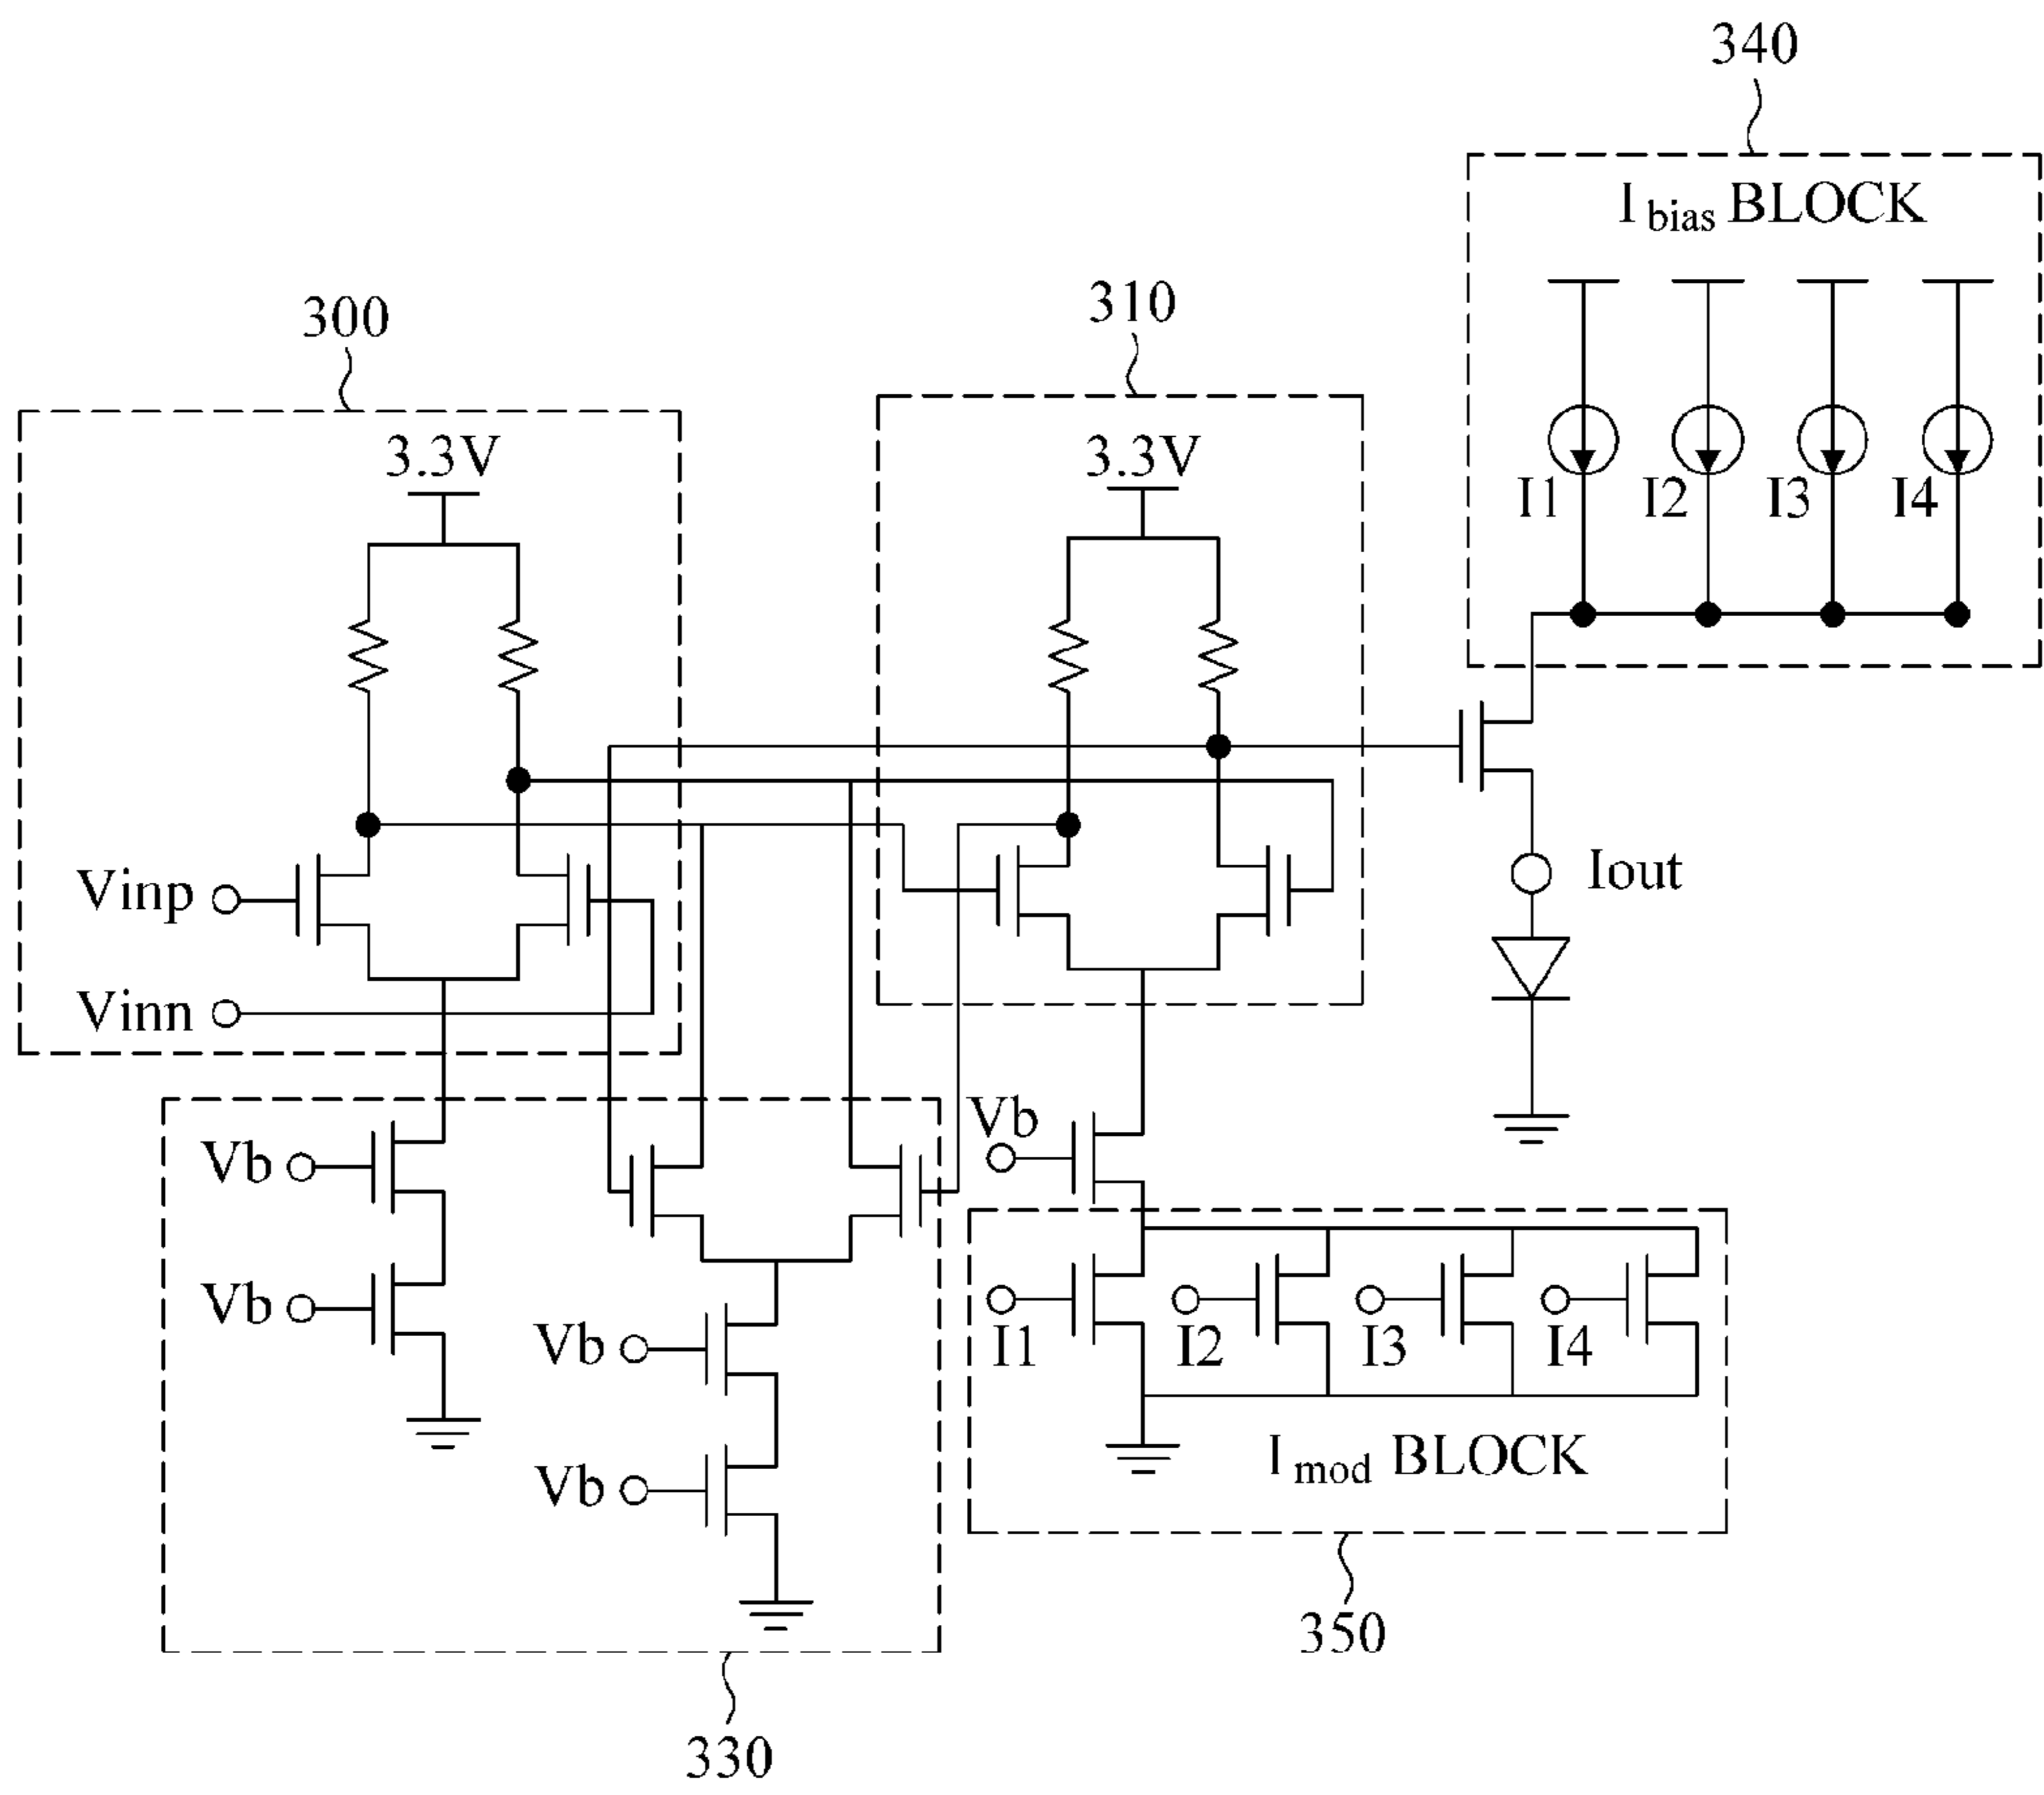 340
I bias BLOCK
I1 I2 I3 I4
300
310
3.3V
3.3V
Vinp
Vinn
Iout
Vb
Vb
Vb
Vb
Vb
I1 I2 I3 I4
I mod BLOCK
350
330